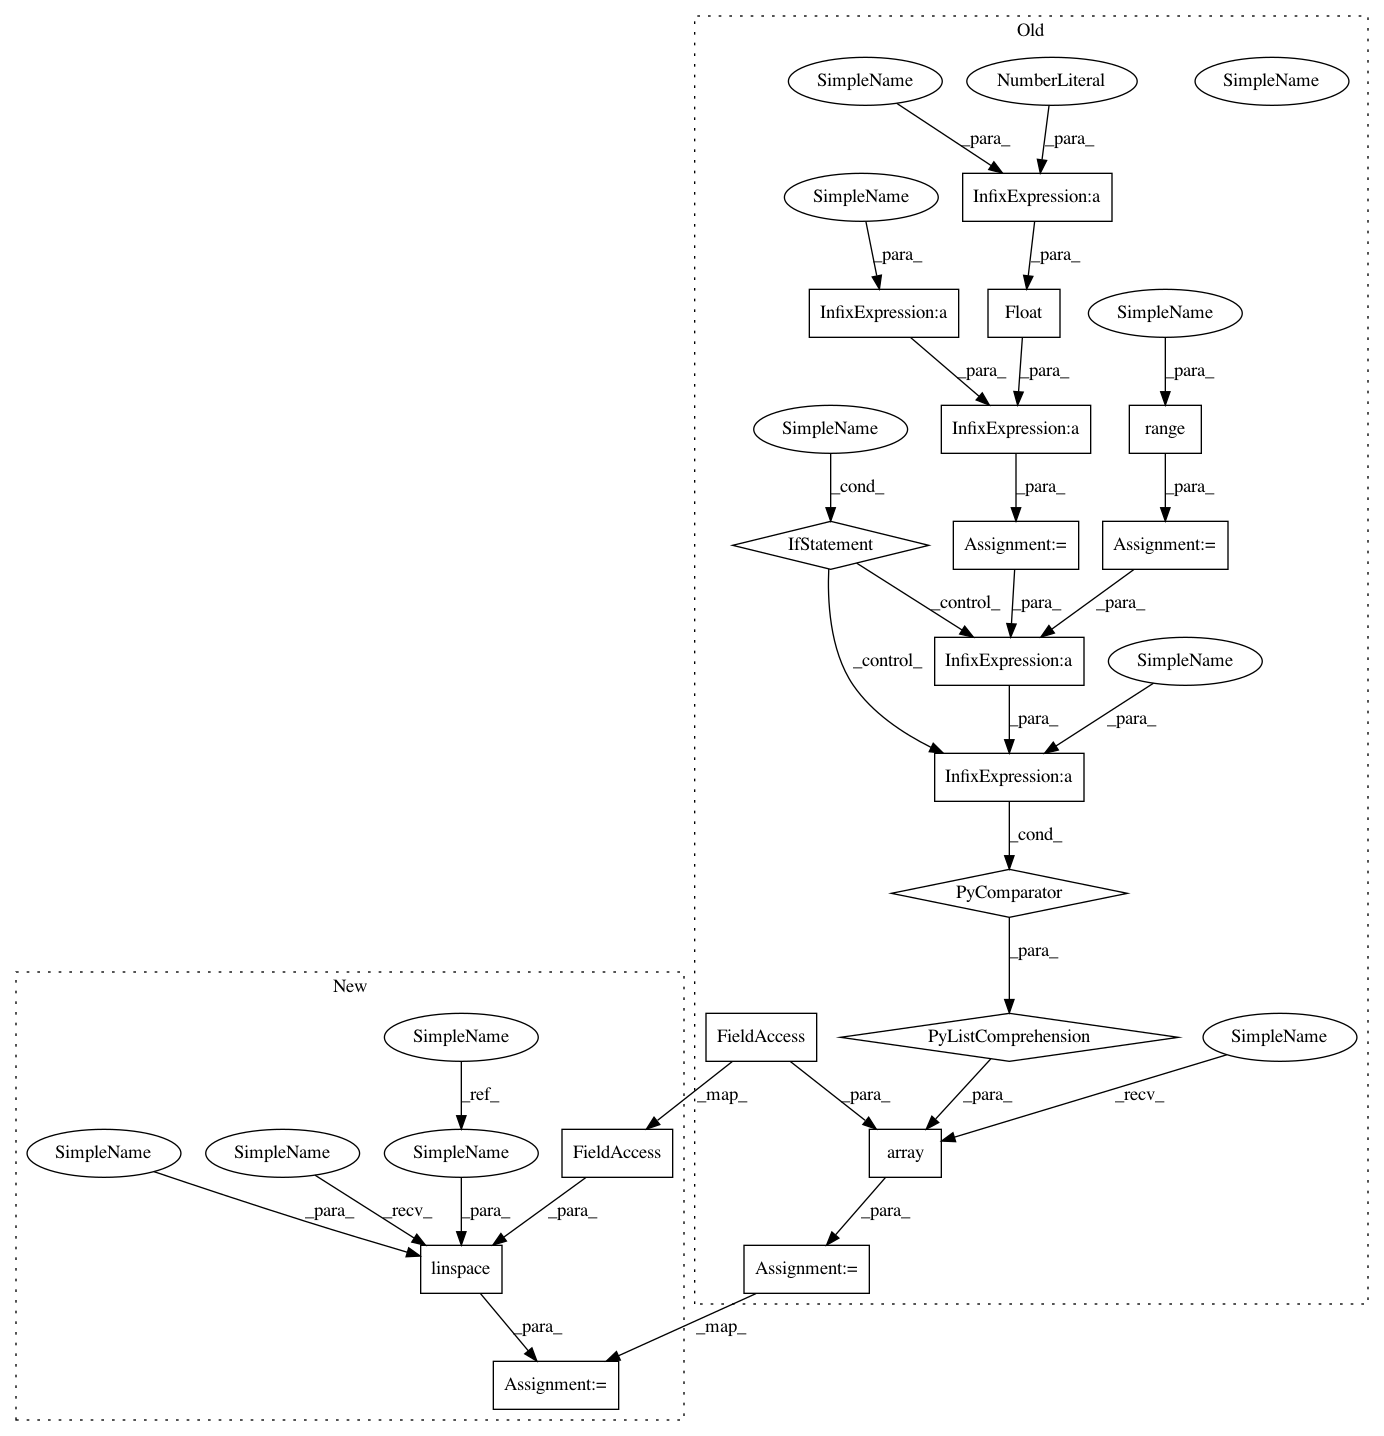 Old
SimpleName
NumberLiteral
SimpleName
_para_
_para_
SimpleName
InfixExpression:a
_para_
_para_
InfixExpression:a
Float
SimpleName
_para_
_para_
_para_
SimpleName
InfixExpression:a
range
_cond_
_para_
_para_
IfStatement
Assignment:=
Assignment:=
_control_
_para_
_para_
_control_
InfixExpression:a
SimpleName
_para_
_para_
InfixExpression:a
_cond_
PyComparator
_para_
New
SimpleName
FieldAccess
PyListComprehension
SimpleName
_ref_
_map_
_para_
_para_
_recv_
SimpleName
SimpleName
SimpleName
FieldAccess
array
_para_
_recv_
_para_
_para_
_para_
linspace
Assignment:=
_para_
_map_
Assignment:=